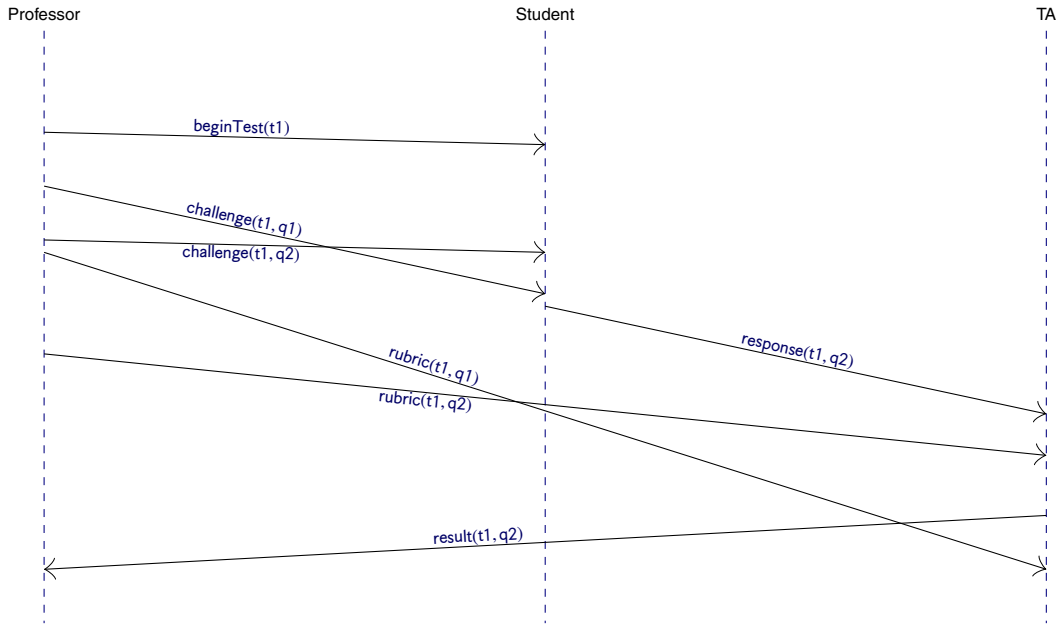 Professor
Student
TA
beginTest(t1)
challenge(t1, q1)
challenge(t1, q2)
response(t1, q2)
rubric(t1, q1)
rubric(t1, q2)
result(t1, q2)